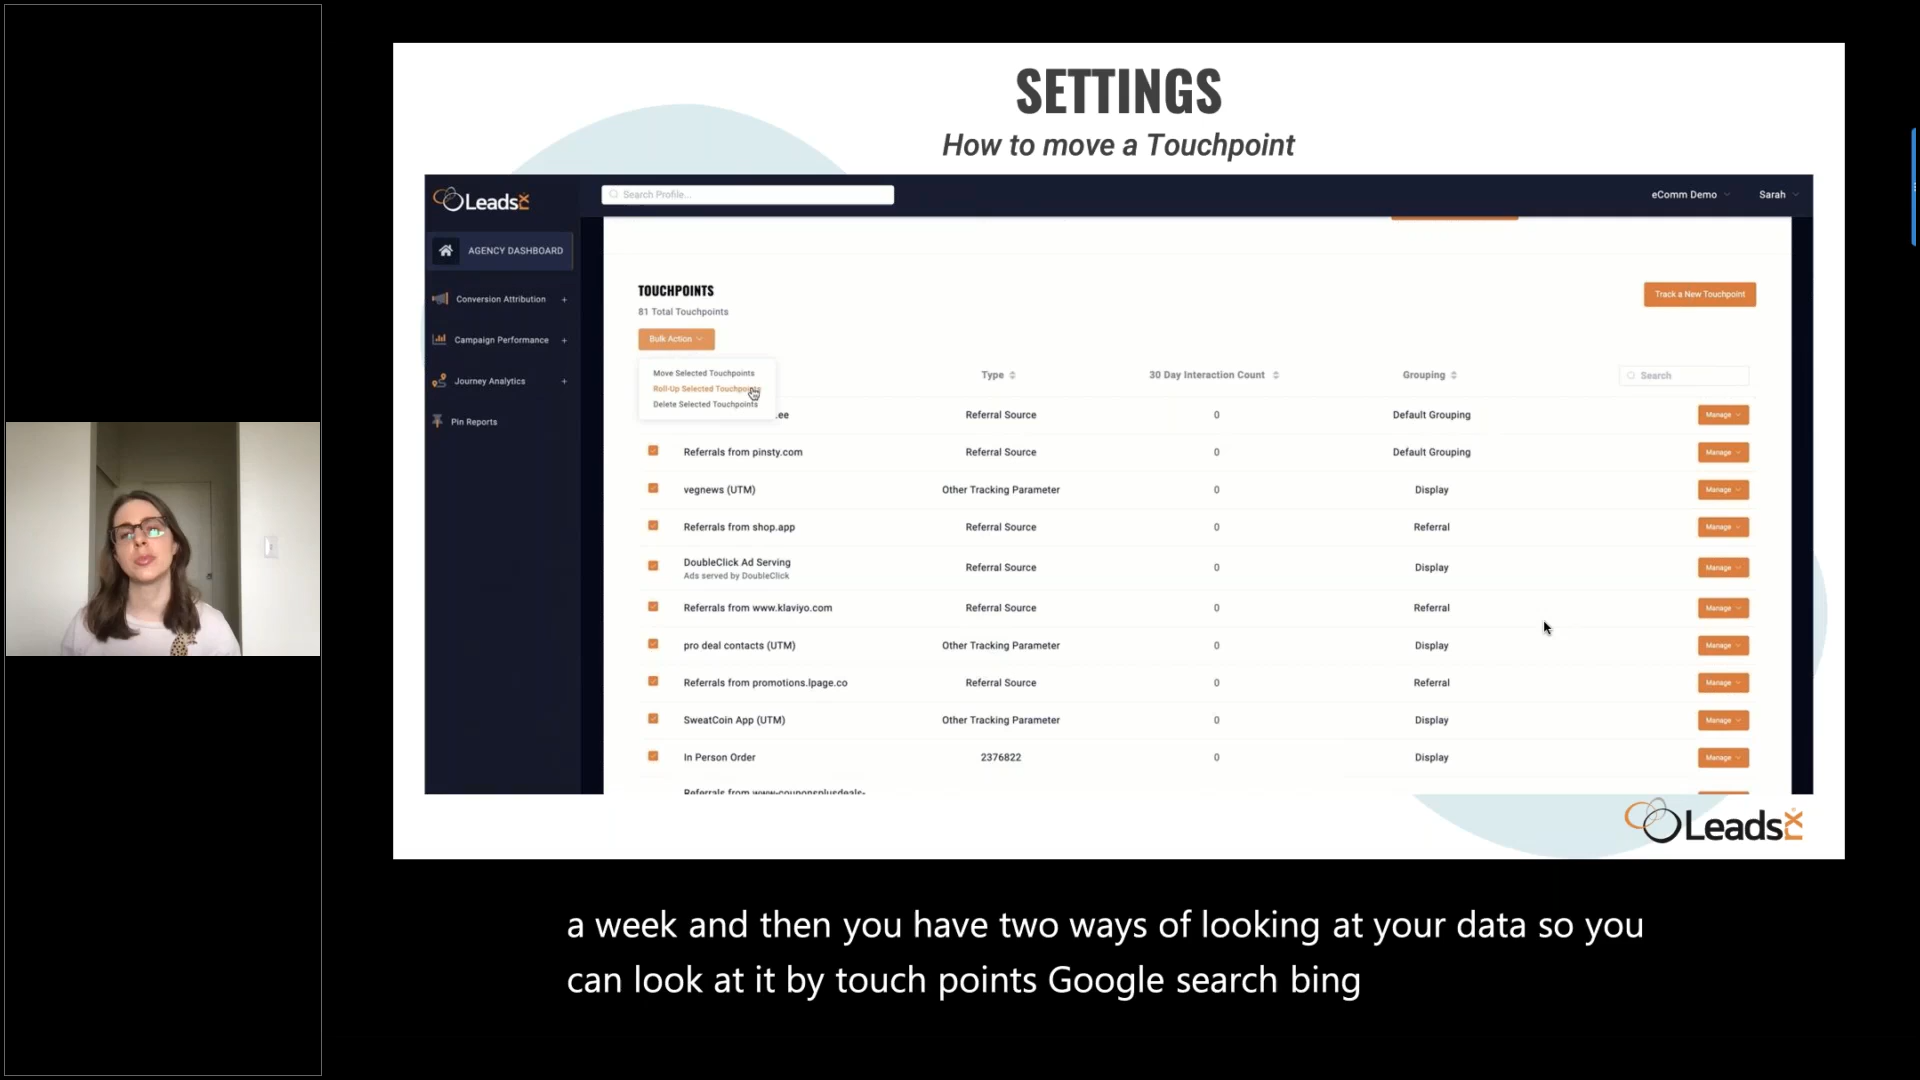 SETTINGS
How to move a Touchpoint
LeadsRx
Search Profile...
eComm Demo
Sarah
AGENCY DASHBOARD
Conversion Attribution +
Campaign Performance +
Journey Analytics +
Pin Reports
TOUCHPOINTS
81 Total Touchpoints
Track a New Touchpoint
Bulk Action
Move Selected Touchpoints
Roll-Up Selected Touchpoints
Delete Selected Touchpoints
Type
30 Day Interaction Count
Grouping
Search
.ee Referral Source 0 Default Grouping Manage
Referrals from pinsty.com Referral Source 0 Default Grouping Manage
vegnews (UTM) Other Tracking Parameter 0 Display Manage
Referrals from shop.app Referral Source 0 Referral Manage
DoubleClick Ad Serving Referral Source 0 Display Manage
Ads served by DoubleClick
Referrals from www.klaviyo.com Referral Source 0 Referral Manage
pro deal contacts (UTM) Other Tracking Parameter 0 Display Manage
Referrals from promotions.lpage.co Referral Source 0 Referral Manage
SweatCoin App (UTM) Other Tracking Parameter 0 Display Manage
In Person Order 2376822 0 Display Manage
Referrals from www-couponsplusdeals-
LeadsRx
a week and then you have two ways of looking at your data so you
can look at it by touch points Google search bing